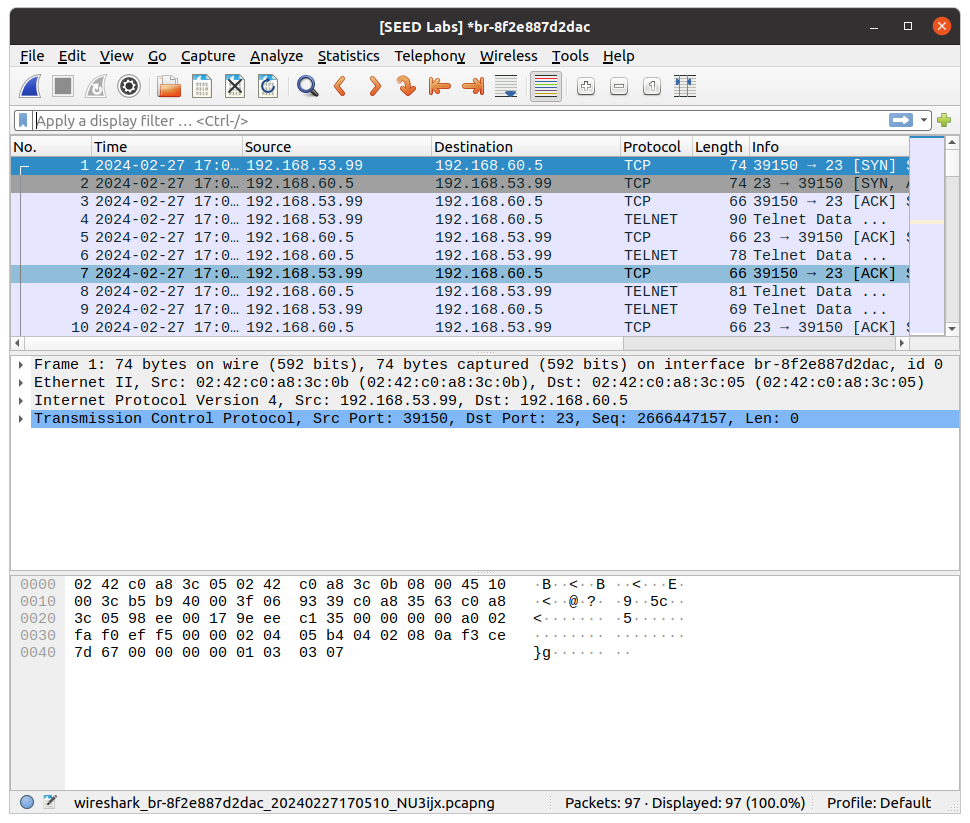 [SEED Labs] *br-8f2e887d2dac
File Edit View Go Capture Analyze Statistics Telephony Wireless Tools Help
Apply a display filter … <Ctrl-/>
No. Time Source Destination Protocol Length Info
1 2024-02-27 17:0… 192.168.53.99 192.168.60.5 TCP 74 39150 → 23 [SYN]
2 2024-02-27 17:0… 192.168.60.5 192.168.53.99 TCP 74 23 → 39150 [SYN,
3 2024-02-27 17:0… 192.168.53.99 192.168.60.5 TCP 66 39150 → 23 [ACK]
4 2024-02-27 17:0… 192.168.53.99 192.168.60.5 TELNET 90 Telnet Data ...
5 2024-02-27 17:0… 192.168.60.5 192.168.53.99 TCP 66 23 → 39150 [ACK]
6 2024-02-27 17:0… 192.168.60.5 192.168.53.99 TELNET 78 Telnet Data ...
7 2024-02-27 17:0… 192.168.53.99 192.168.60.5 TCP 66 39150 → 23 [ACK]
8 2024-02-27 17:0… 192.168.60.5 192.168.53.99 TELNET 81 Telnet Data ...
9 2024-02-27 17:0… 192.168.53.99 192.168.60.5 TELNET 69 Telnet Data ...
10 2024-02-27 17:0… 192.168.60.5 192.168.53.99 TCP 66 23 → 39150 [ACK]
Frame 1: 74 bytes on wire (592 bits), 74 bytes captured (592 bits) on interface br-8f2e887d2dac, id 0
Ethernet II, Src: 02:42:c0:a8:3c:0b (02:42:c0:a8:3c:0b), Dst: 02:42:c0:a8:3c:05 (02:42:c0:a8:3c:05)
Internet Protocol Version 4, Src: 192.168.53.99, Dst: 192.168.60.5
Transmission Control Protocol, Src Port: 39150, Dst Port: 23, Seq: 2666447157, Len: 0
0000 02 42 c0 a8 3c 05 02 42 c0 a8 3c 0b 08 00 45 10 ·B··<··B ··<···E·
0010 00 3c b5 b9 40 00 3f 06 93 39 c0 a8 35 63 c0 a8 ·<··@·?· ·9··5c··
0020 3c 05 98 ee 00 17 9e ee c1 35 00 00 00 00 a0 02 <······· ·5······
0030 fa f0 ef f5 00 00 02 04 05 b4 04 02 08 0a f3 ce ········ ········
0040 7d 67 00 00 00 00 01 03 03 07 }g······ ··
wireshark_br-8f2e887d2dac_20240227170510_NU3ijx.pcapng Packets: 97 · Displayed: 97 (100.0%) Profile: Default